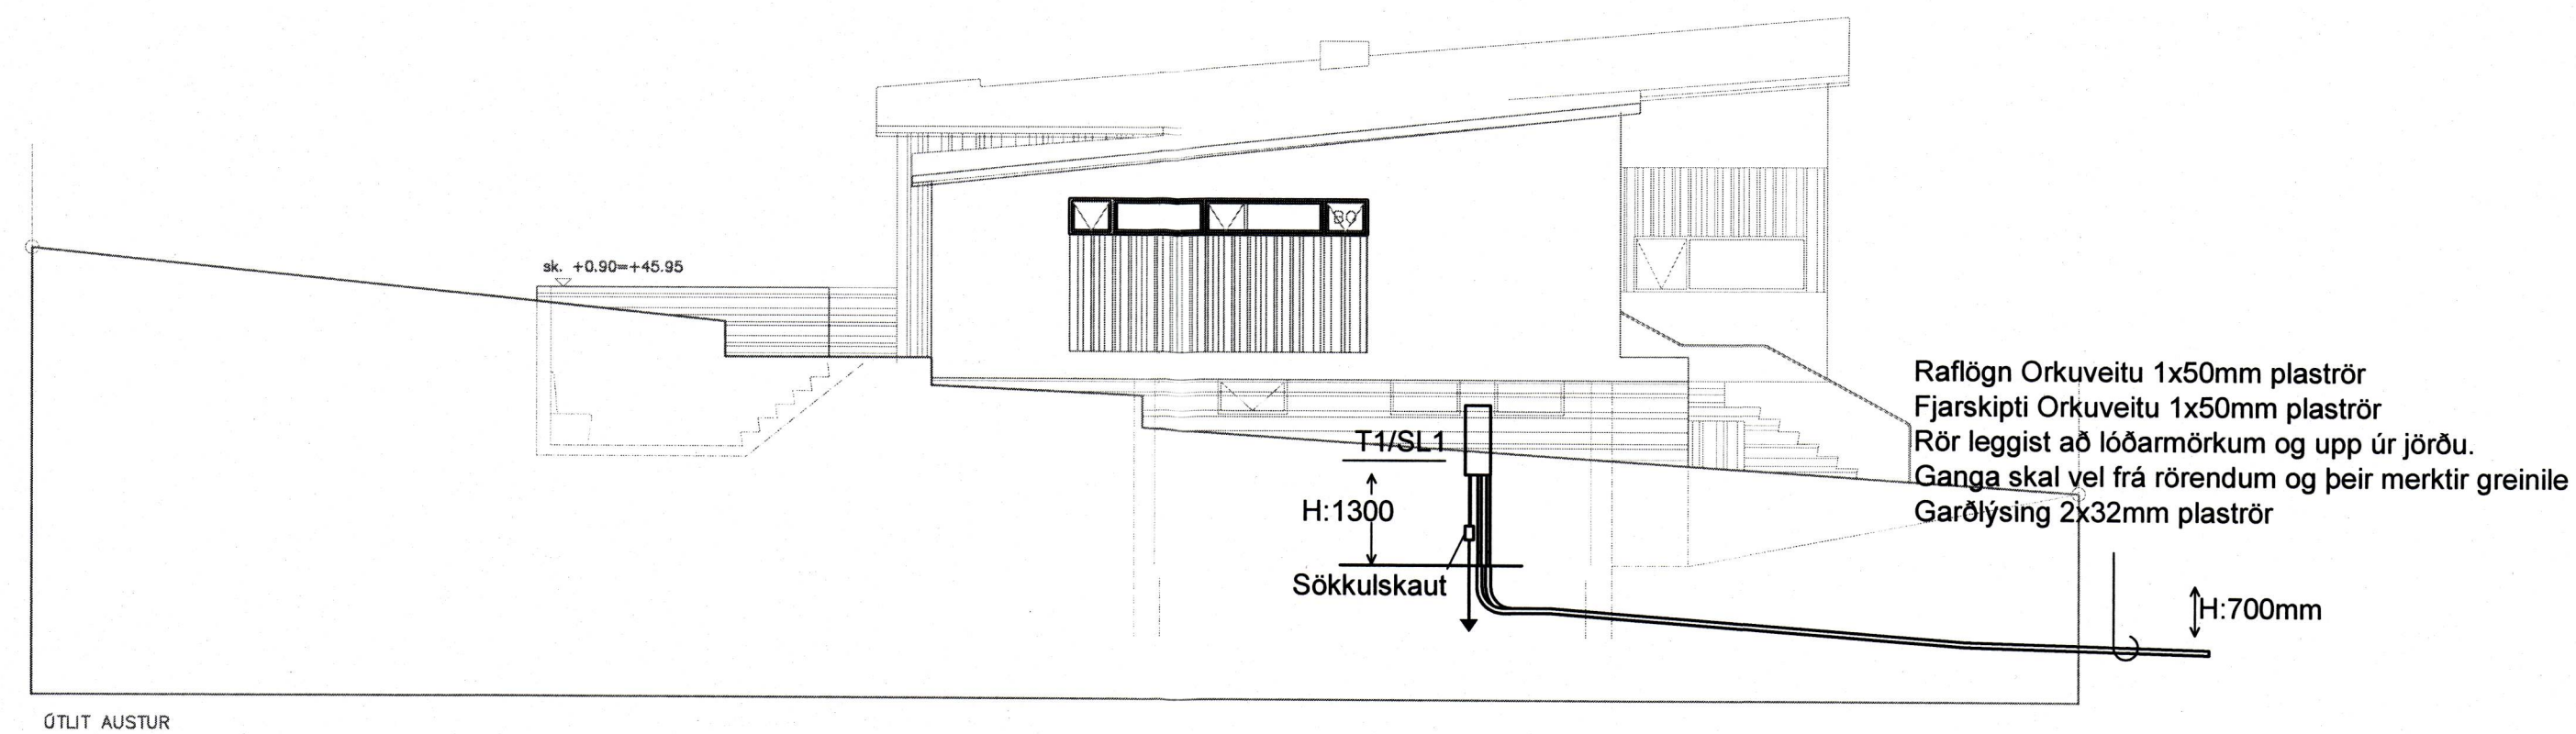 sk. +0.90=+45.95
BO
Raflögn Orkuveitu 1x50mm plaströr
Fjarskipti Orkuveitu 1x50mm plaströr
Rör leggist að lóðarmörkum og upp úr jörðu.
Ganga skal vel frá rörendum og þeir merktir greinile
Garðlýsing 2x32mm plaströr
T1/SL1
H:1300
Sökkulskaut
H:700mm
ÚTLIT AUSTUR